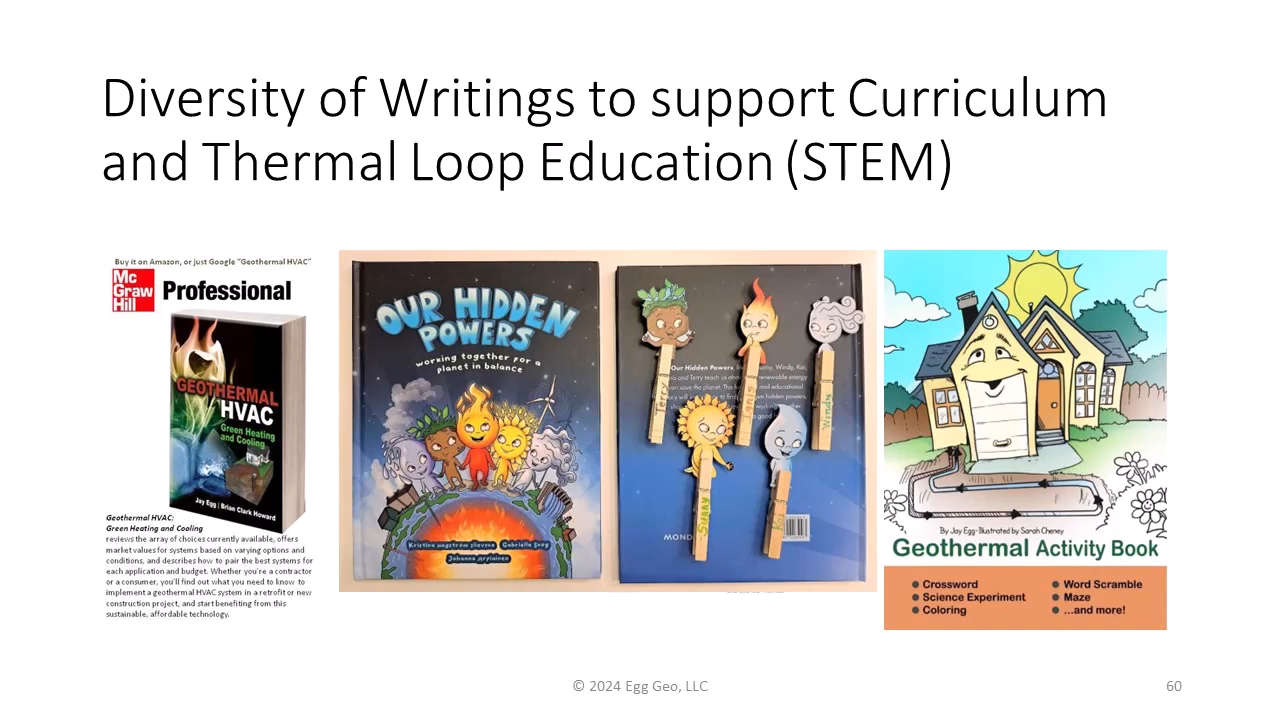 Diversity of Writings to support Curriculum
and Thermal Loop Education (STEM)
Buy it on Amazon, or just Google "Geothermal HVAC"
Mc
Graw
Hill
Professional
GEOTHERMAL
HVAC
Green Heating
and Cooling
Jay Egg | Brian Clark Howard
Geothermal HVAC:
Green Heating and Cooling
reviews the array of choices currently available, offers
market values for systems based on varying options and
conditions, and describes how to pair the best systems for
each application and budget. Whether you're a contractor
or a consumer, you'll find out what you need to know to
implement a geothermal HVAC system in a retrofit or new
construction project, and start benefiting from this
sustainable, affordable technology.
OUR HIDDEN
POWERS
working together for a
planet in balance
Johanna
Our Hidden Powers
Terry
Ignis
Windy
Sunny
MOND
By Jay Egg·Illustrated by Sarah Cheney
Geothermal Activity Book
● Crossword
● Science Experiment
● Coloring
● Word Scramble
● Maze
● ...and more!
© 2024 Egg Geo, LLC
60